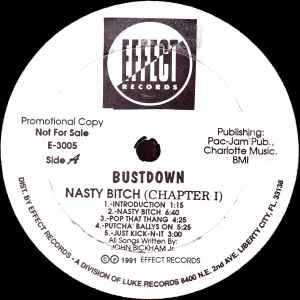 EFFECT
RECORDS
Promotional Copy
Not For Sale
E-3005
Side A
Publishing:
Pac-Jam Pub.,
Charlotte Music.
BMI
BUSTDOWN
NASTY BITCH (CHAPTER I)
1.-INTRODUCTION 1:15
2.-NASTY BITCH 6:40
3.-POP THAT THANG 4:25
4.-PUTCHA' BALLYS ON 5:25
5.-JUST KICK-N-IT 3:00
All Songs Written By:
JOHN BICKHAM Jr.
© 1991 EFFECT RECORDS
DIST. BY EFFECT RECORDS - A DIVISION OF LUKE RECORDS 8400 N.E. 2nd AVE. LIBERTY CITY, FL. 33138